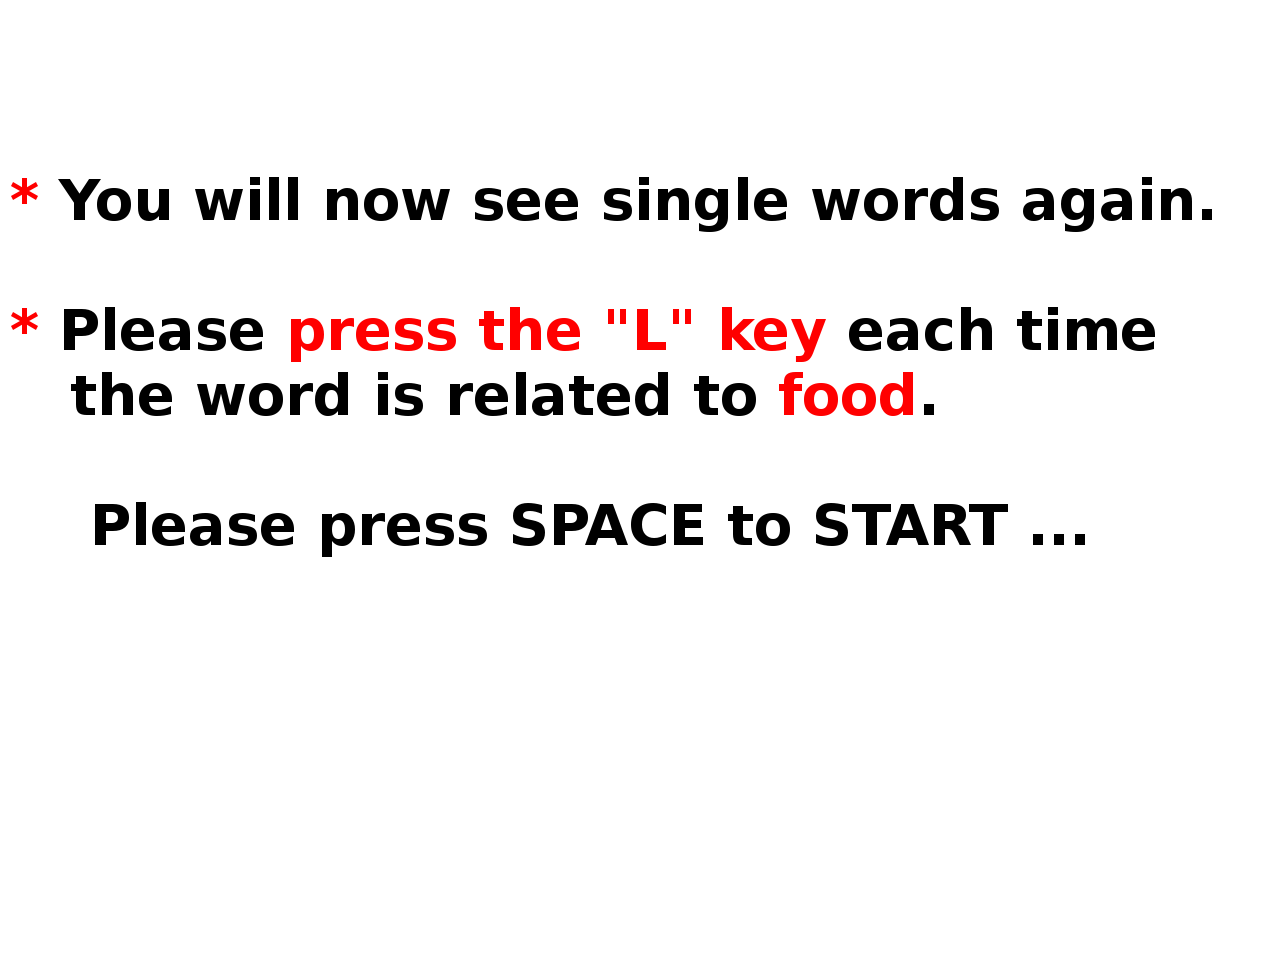 * You will now see single words again.
* Please press the "L" key each time
the word is related to food.
Please press SPACE to START ...